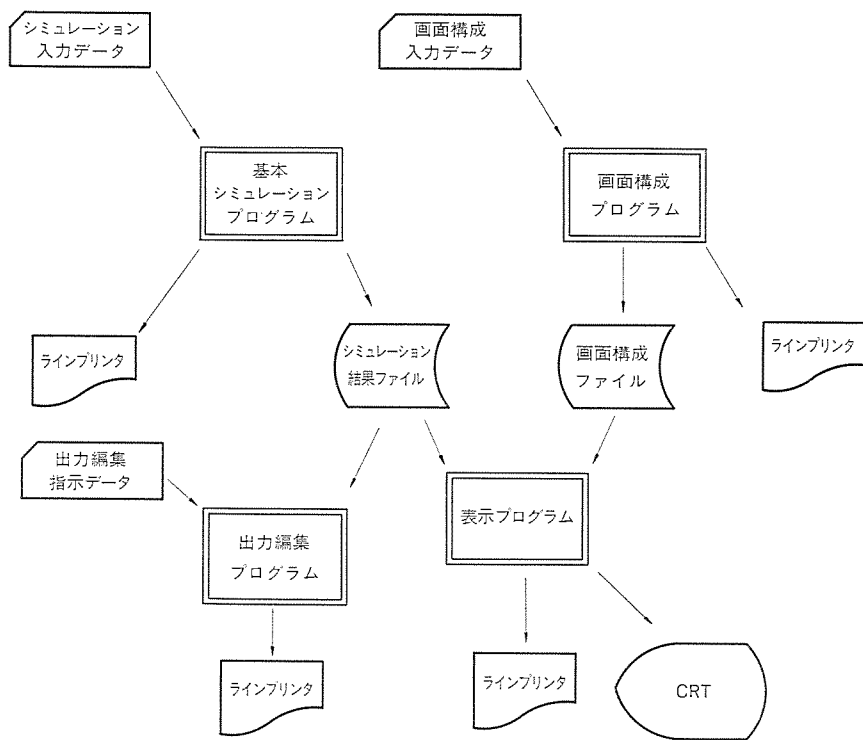 シミュレーション
入力データ
画面構成
入力データ
基本
シミュレーション
プログラム
画面構成
プログラム
ラインプリンタ
シミュレーション
結果ファイル
画面構成
ファイル
ラインプリンタ
出力編集
指示データ
出力編集
プログラム
表示プログラム
ラインプリンタ
ラインプリンタ
CRT